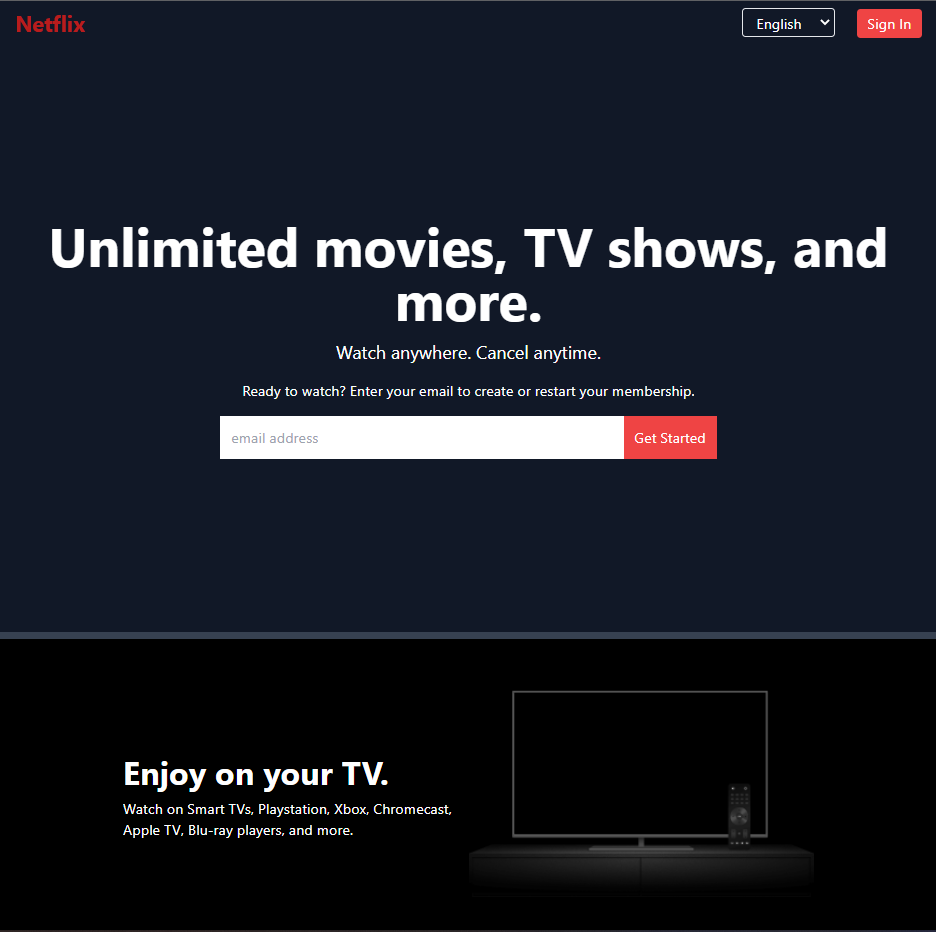 Netflix
English
Sign In
Unlimited movies, TV shows, and
more.
Watch anywhere. Cancel anytime.
Ready to watch? Enter your email to create or restart your membership.
email address
Get Started
Enjoy on your TV.
Watch on Smart TVs, Playstation, Xbox, Chromecast,
Apple TV, Blu-ray players, and more.